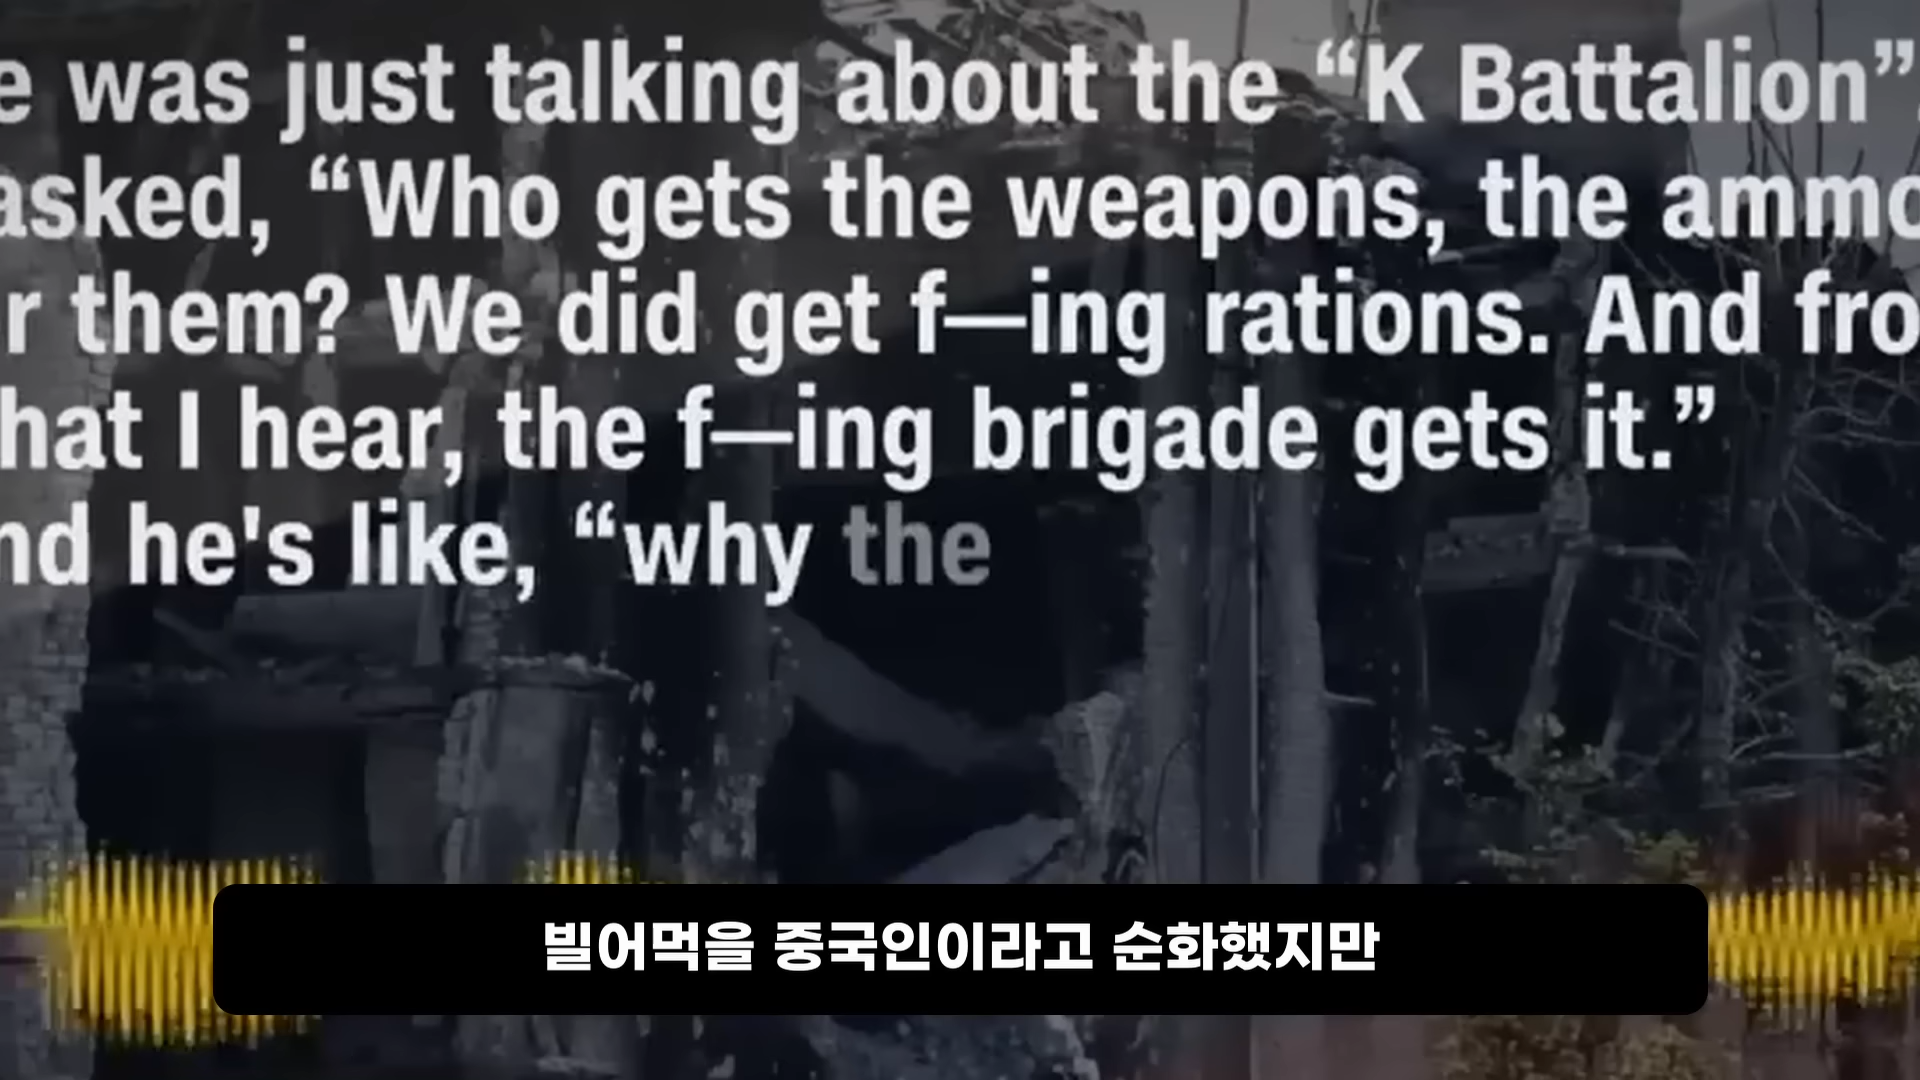 e was just talking about the “K Battalion”.
asked, “Who gets the weapons, the ammo
r them? We did get f—ing rations. And fro
hat I hear, the f—ing brigade gets it.”
nd he's like, “why the
빌어먹을 중국인이라고 순화했지만